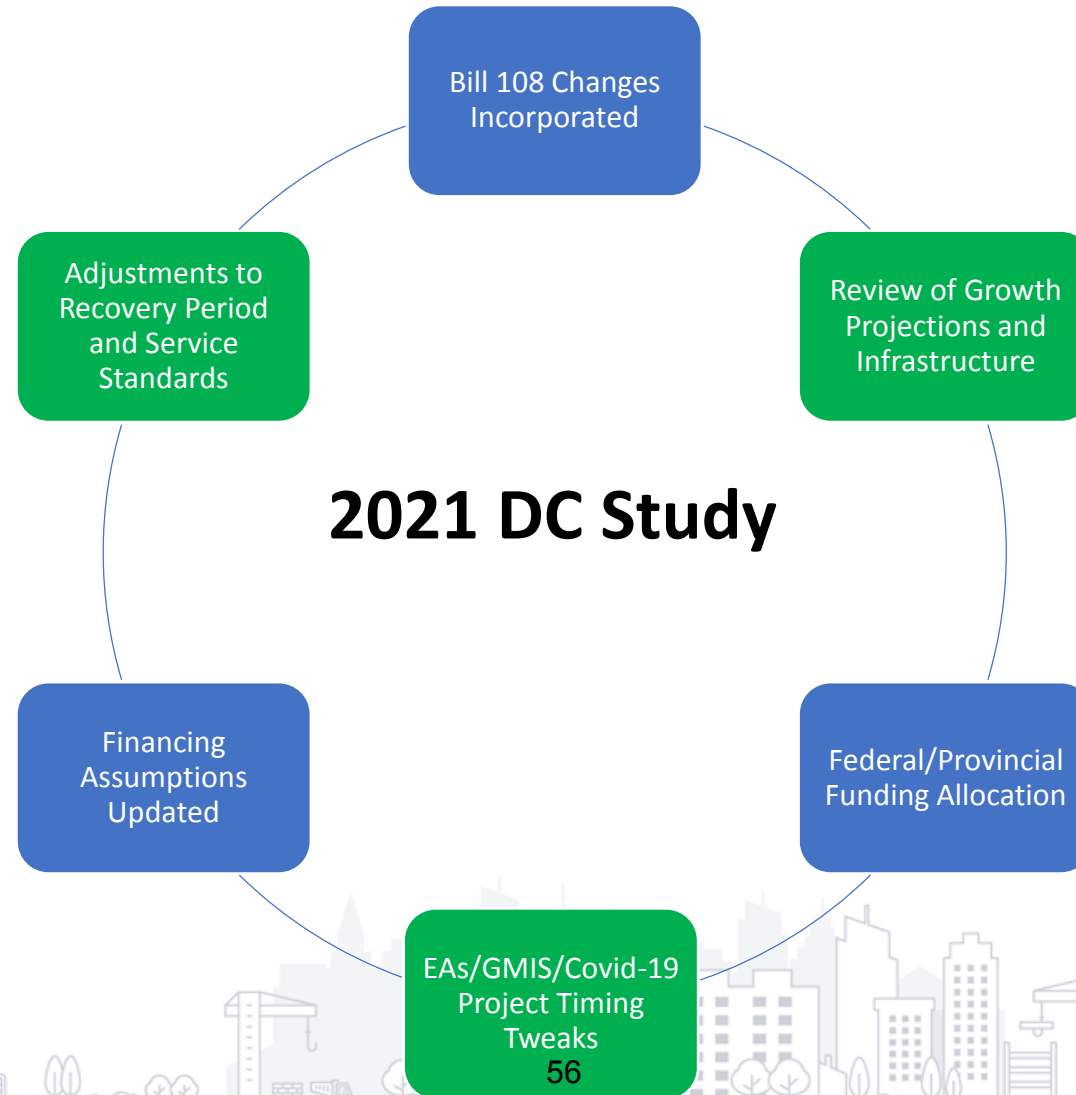 Bill 108 Changes
Incorporated
Adjustments to
Recovery Period
and Service
Standards
Review of Growth
Projections and
Infrastructure
2021 DC Study
Financing
Assumptions
Updated
Federal/Provincial
Funding Allocation
EAs/GMIS/Covid-19
Project Timing
Tweaks
56